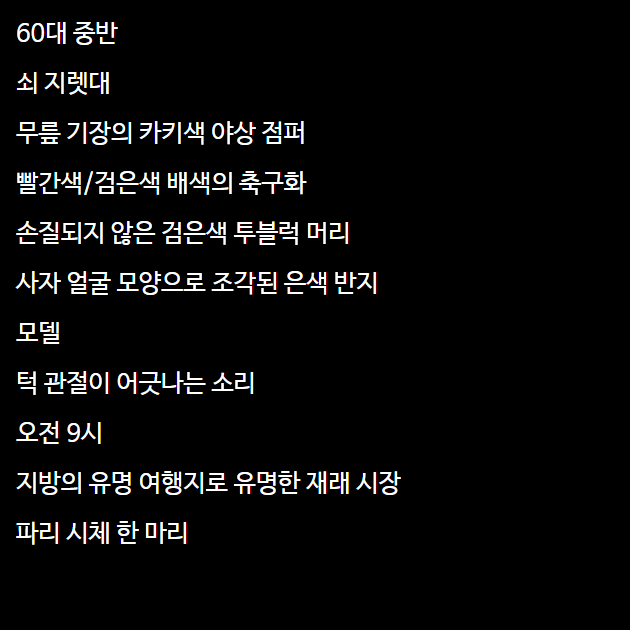 60대 중반
쇠 지렛대
무릎 기장의 카키색 야상 점퍼
빨간색/검은색 배색의 축구화
손질되지 않은 검은색 투블럭 머리
사자 얼굴 모양으로 조각된 은색 반지
모델
턱 관절이 어긋나는 소리
오전 9시
지방의 유명 여행지로 유명한 재래 시장
파리 시체 한 마리